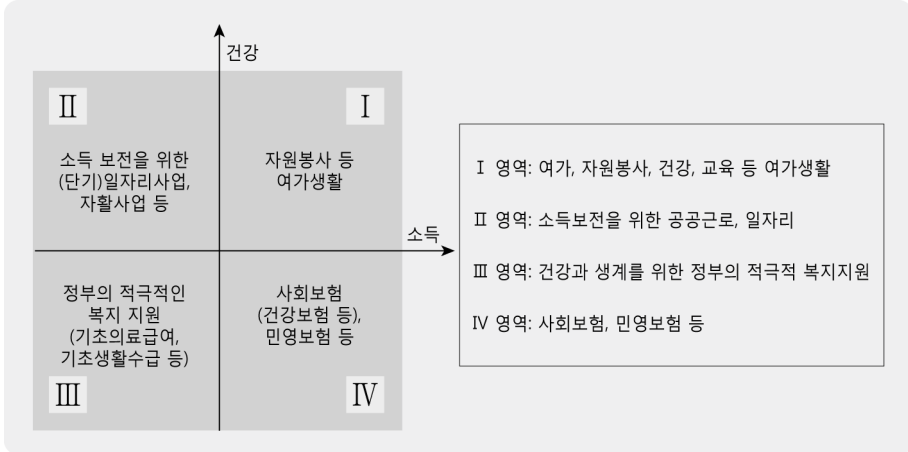 건강
Ⅱ
Ⅰ
소득 보전을 위한
(단기)일자리사업,
자활사업 등
자원봉사 등
여가생활
소득
정부의 적극적인
복지 지원
(기초의료급여,
기초생활수급 등)
사회보험
(건강보험 등),
민영보험 등
Ⅲ
Ⅳ
Ⅰ 영역: 여가, 자원봉사, 건강, 교육 등 여가생활
Ⅱ 영역: 소득보전을 위한 공공근로, 일자리
Ⅲ 영역: 건강과 생계를 위한 정부의 적극적 복지지원
Ⅳ 영역: 사회보험, 민영보험 등